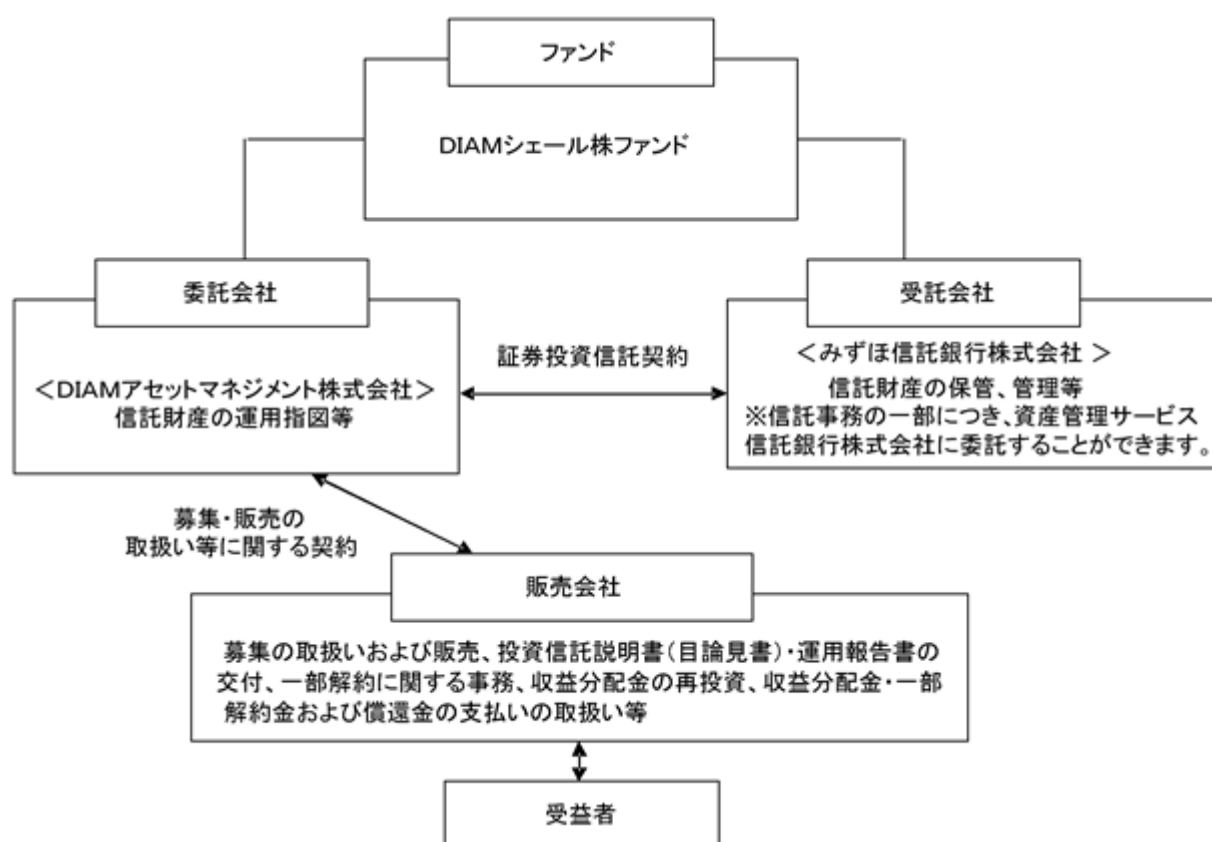 ファンド
DIAMシェール株ファンド
委託会社
<DIAMアセットマネジメント株式会社>
信託財産の運用指図等
証券投資信託契約
受託会社
<みずほ信託銀行株式会社 >
信託財産の保管、管理等
※信託事務の一部につき、資産管理サービス
信託銀行株式会社に委託することができます。
募集・販売の
取扱い等に関する契約
販売会社
募集の取扱いおよび販売、投資信託説明書(目論見書)・運用報告書の
交付、一部解約に関する事務、収益分配金の再投資、収益分配金・一部
解約金および償還金の支払いの取扱い等
受益者